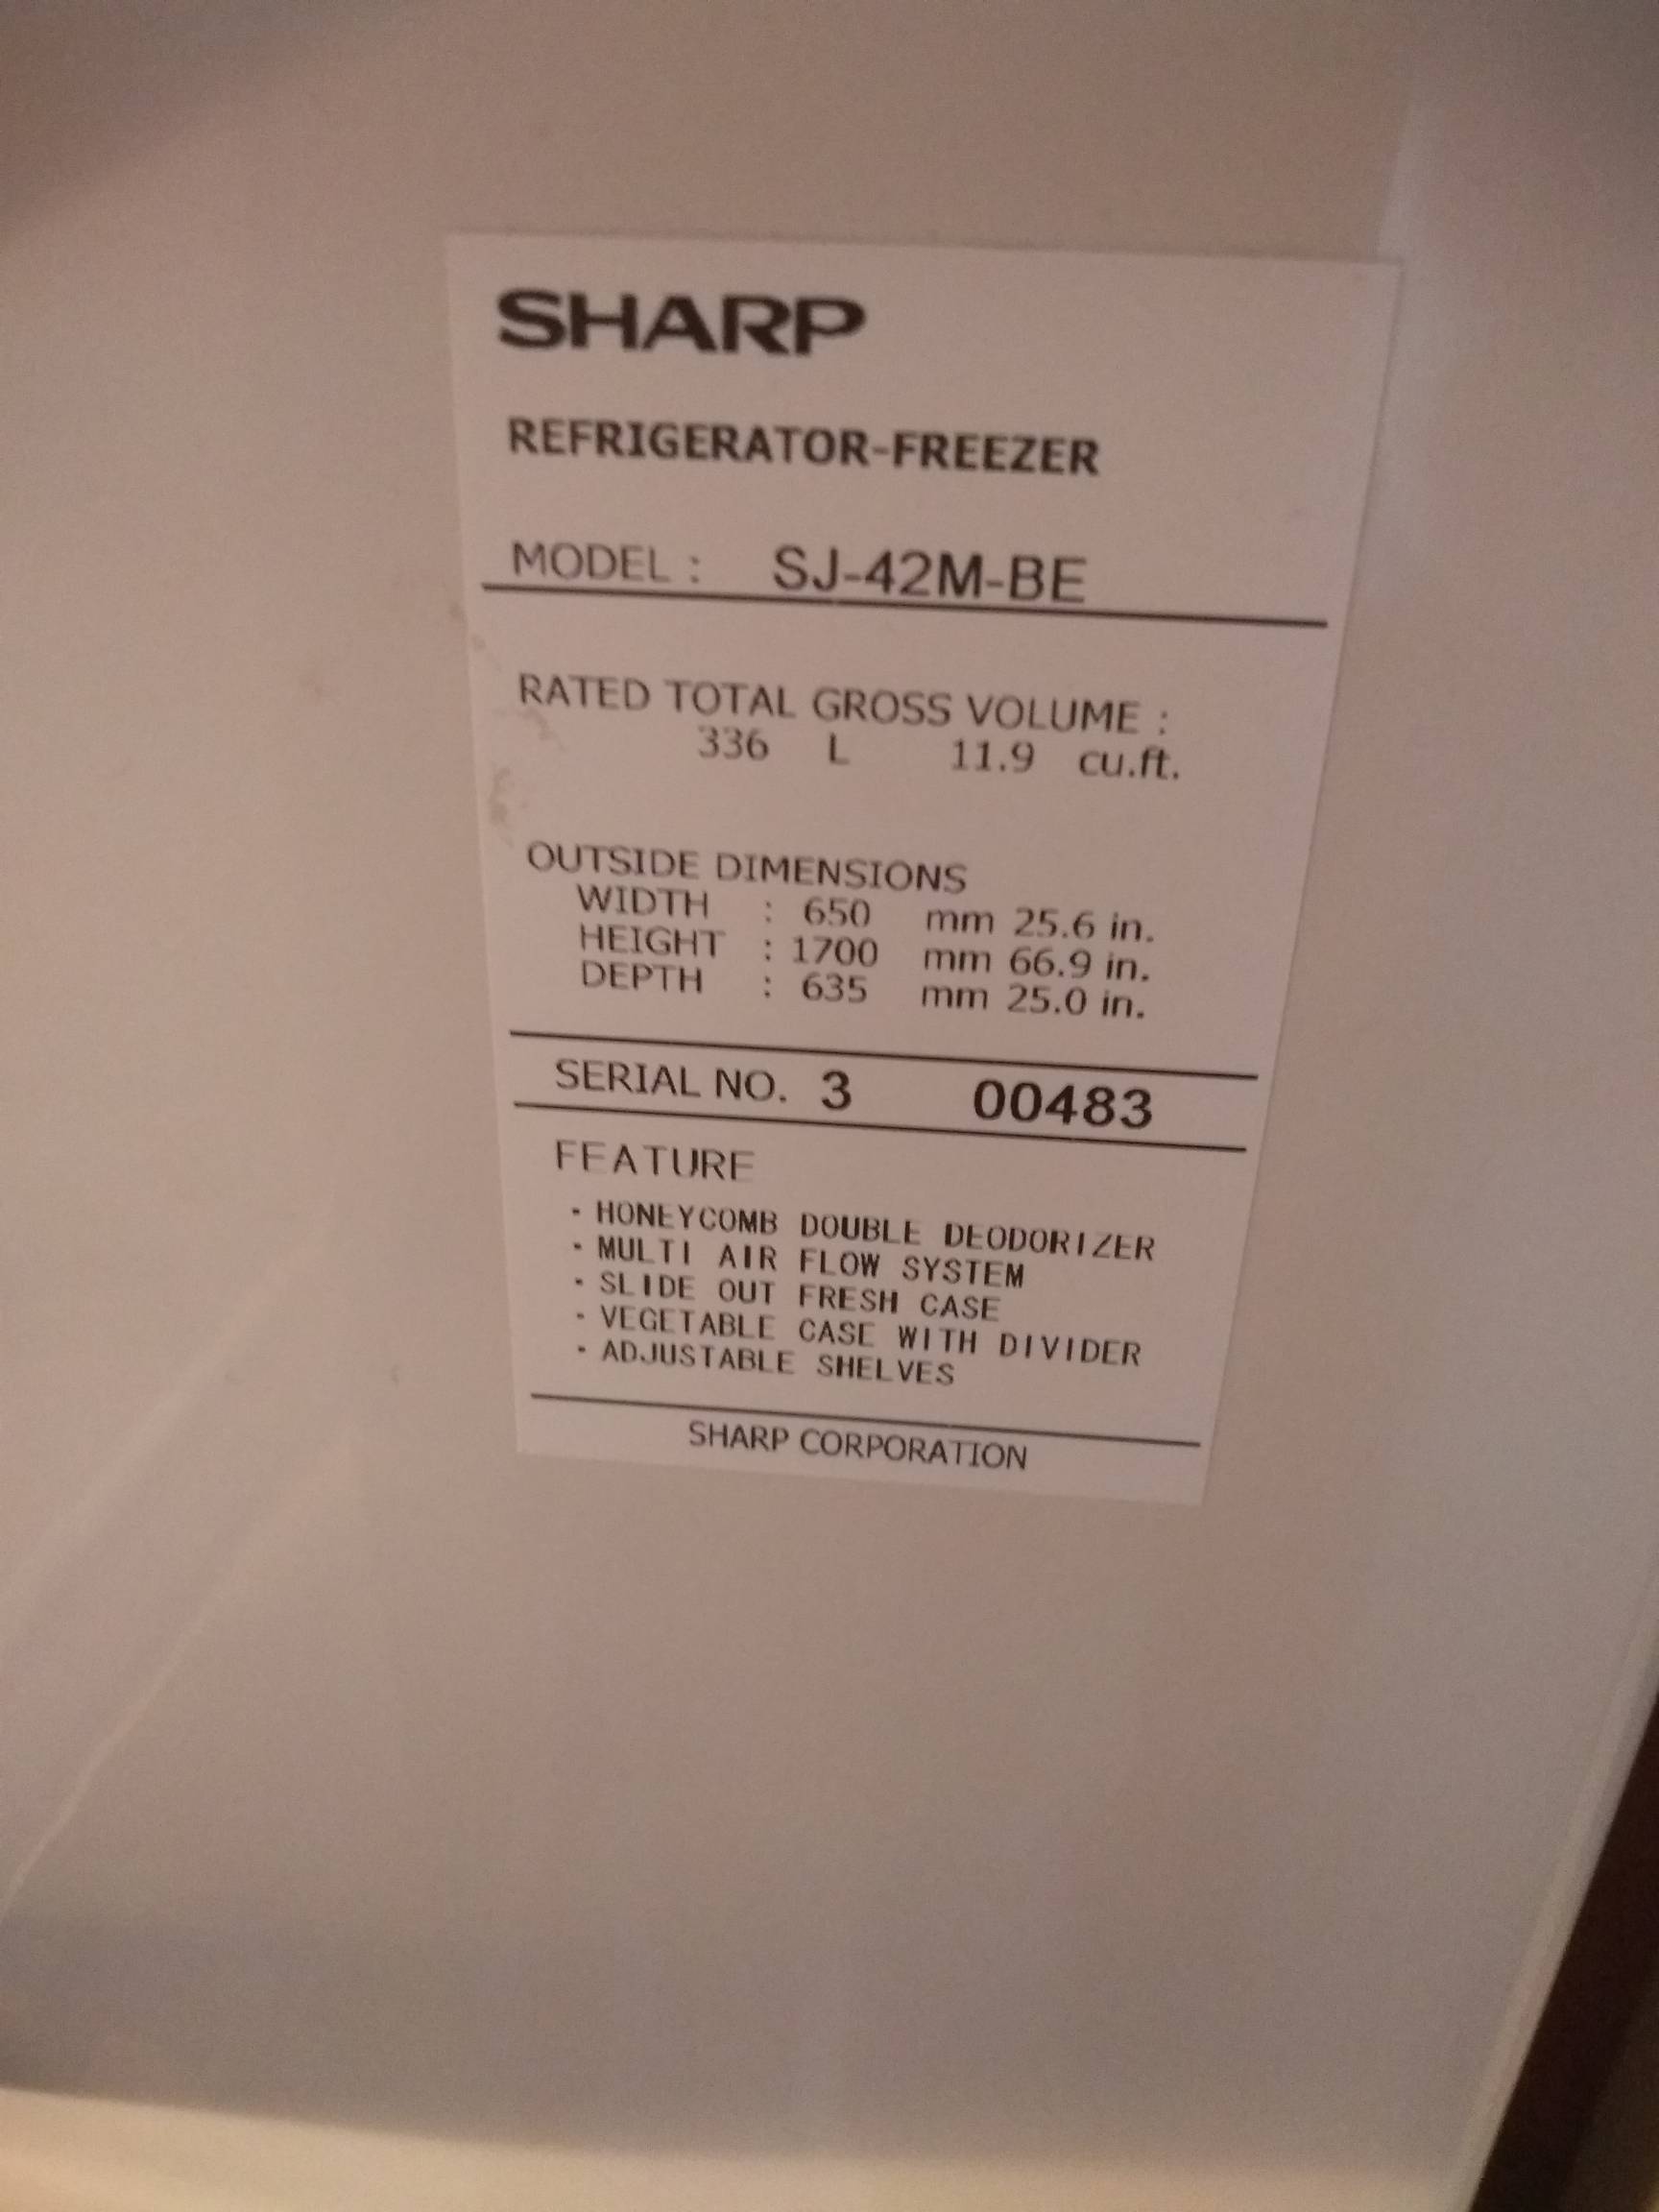 SHARP
REFRIGERATOR-FREEZER
MODEL : SJ-42M-BE
RATED TOTAL GROSS VOLUME :
336 L 11.9 cu.ft.
OUTSIDE DIMENSIONS
WIDTH : 650 mm 25.6 in.
HEIGHT : 1700 mm 66.9 in.
DEPTH : 635 mm 25.0 in.
SERIAL NO. 3 00483
FEATURE
· HONEYCOMB DOUBLE DEODORIZER
· MULTI AIR FLOW SYSTEM
· SLIDE OUT FRESH CASE
· VEGETABLE CASE WITH DIVIDER
· ADJUSTABLE SHELVES
SHARP CORPORATION